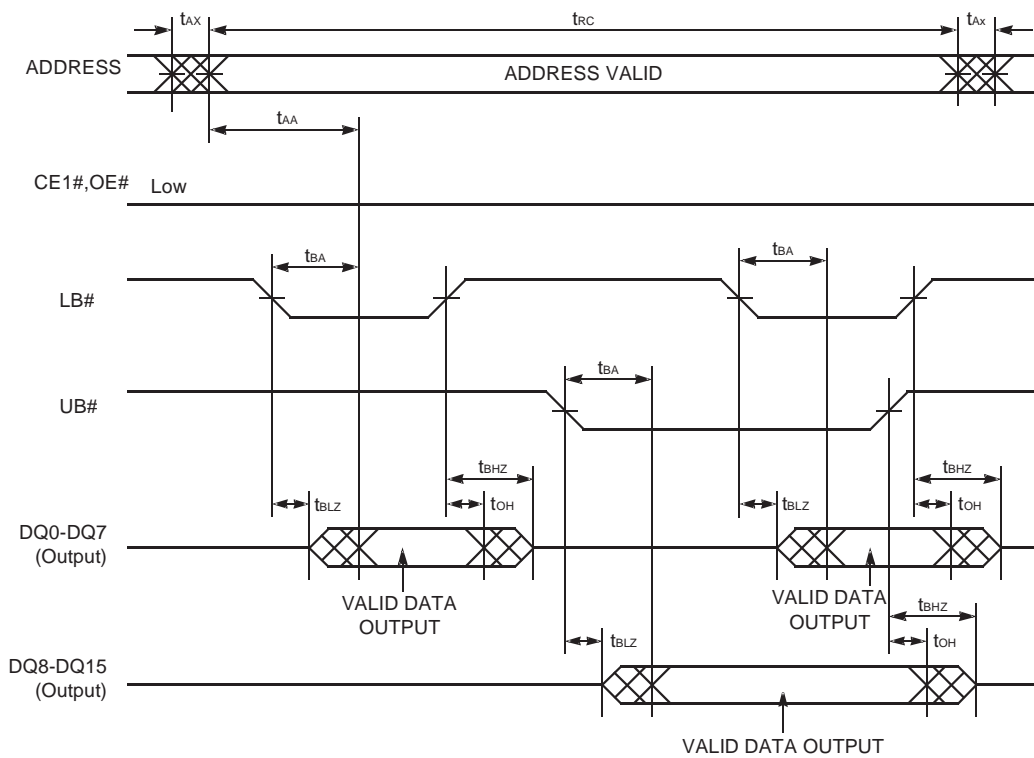 tAX tRC tAx
ADDRESS ADDRESS VALID
tAA
CE1#,OE# Low
tBA tBA
LB#
tBA
UB#
tBHZ tBHZ
tBLZ tOH tBLZ tOH
DQ0-DQ7
(Output)
VALID DATA
OUTPUT
VALID DATA
OUTPUT
tBHZ
tBLZ tOH
DQ8-DQ15
(Output)
VALID DATA OUTPUT